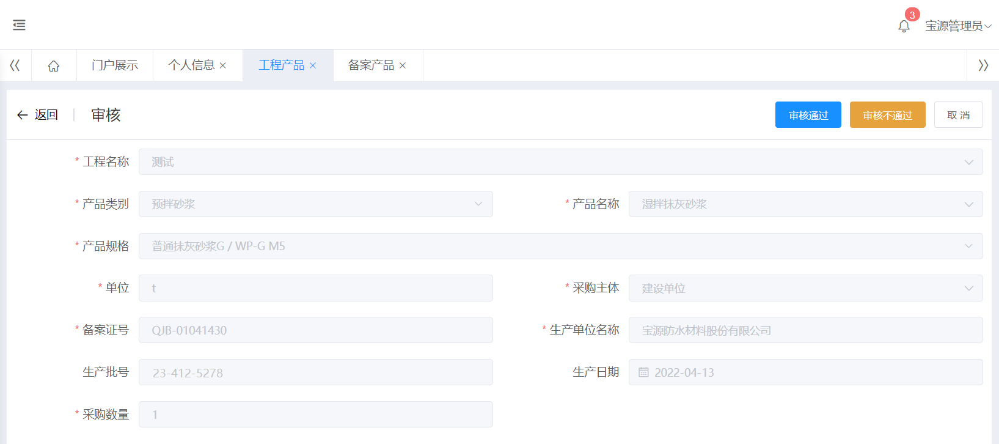 3
宝源管理员
门户展示 个人信息 工程产品 备案产品
返回 审核 审核通过 审核不通过 取消
* 工程名称 测试
* 产品类别 预拌砂浆 * 产品名称 湿拌抹灰砂浆
* 产品规格 普通抹灰砂浆G / WP-G M5
* 单位 t * 采购主体 建设单位
* 备案证号 QJB-01041430 * 生产单位名称 宝源防水材料股份有限公司
生产批号 23-412-5278 生产日期 2022-04-13
* 采购数量 1